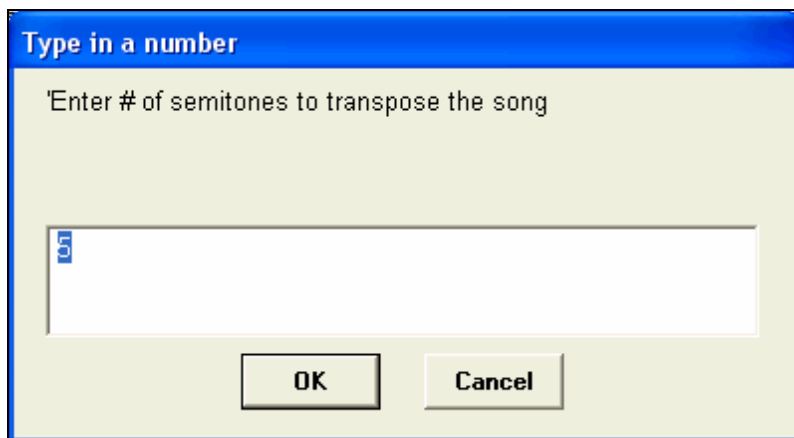 Type in a number
'Enter # of semitones to transpose the song
5
OK Cancel